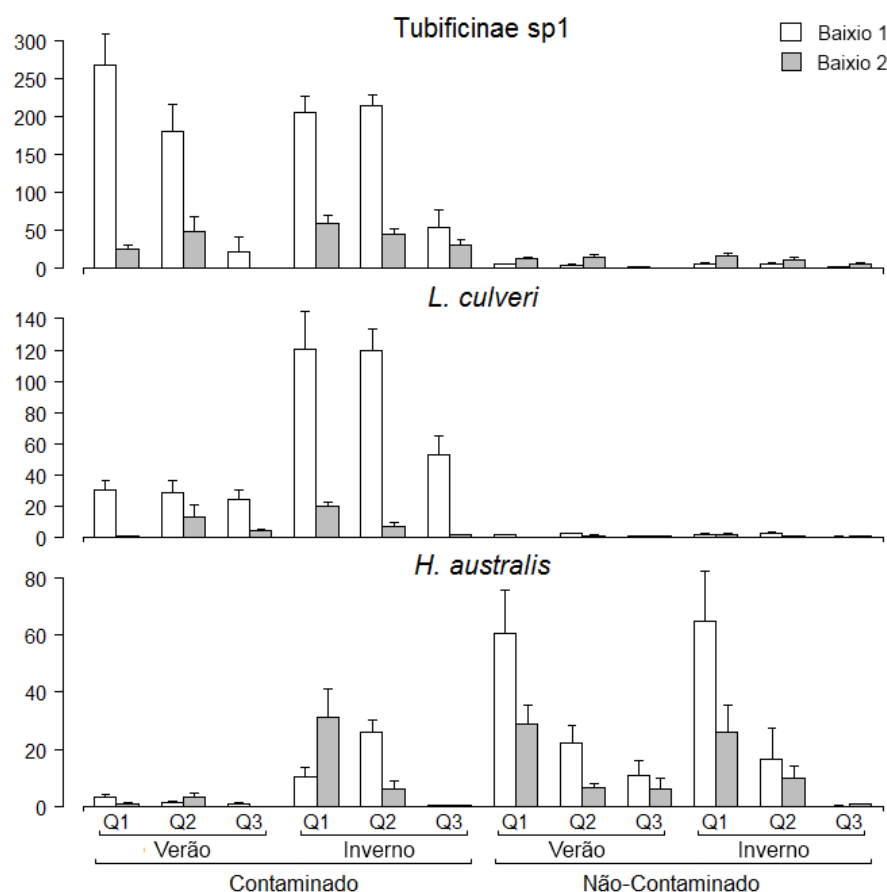 Tubificinae sp1
Baixio 1
Baixio 2
300
250
200
150
100
50
0
L. culveri
140
120
100
80
60
40
20
0
H. australis
80
60
40
20
0
Q1 Q2 Q3 Q1 Q2 Q3 Q1 Q2 Q3 Q1 Q2 Q3
Verão Inverno Verão Inverno
Contaminado Não-Contaminado